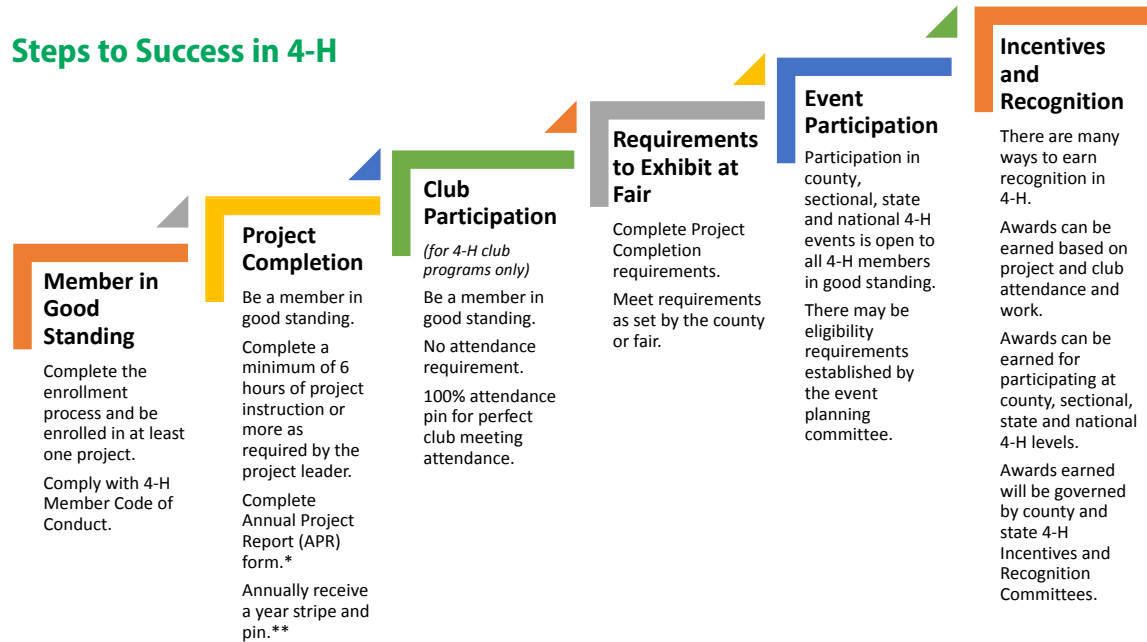 Steps to Success in 4-H
Member in
Good
Standing
Complete the
enrollment
process and be
enrolled in at least
one project.
Comply with 4-H
Member Code of
Conduct.
Project
Completion
Be a member in
good standing.
Complete a
minimum of 6
hours of project
instruction or
more as
required by the
project leader.
Complete
Annual Project
Report (APR)
form.*
Annually receive
a year stripe and
pin.**
Club
Participation
(for 4-H club
programs only)
Be a member in
good standing.
No attendance
requirement.
100% attendance
pin for perfect
club meeting
attendance.
Requirements
to Exhibit at
Fair
Complete Project
Completion
requirements.
Meet requirements
as set by the county
or fair.
Event
Participation
Participation in
county,
sectional, state
and national 4-H
events is open to
all 4-H members
in good standing.
There may be
eligibility
requirements
established by
the event
planning
committee.
Incentives
and
Recognition
There are many
ways to earn
recognition in
4-H.
Awards can be
earned based on
project and club
attendance and
work.
Awards can be
earned for
participating at
county, sectional,
state and national
4-H levels.
Awards earned
will be governed
by county and
state 4-H
Incentives and
Recognition
Committees.